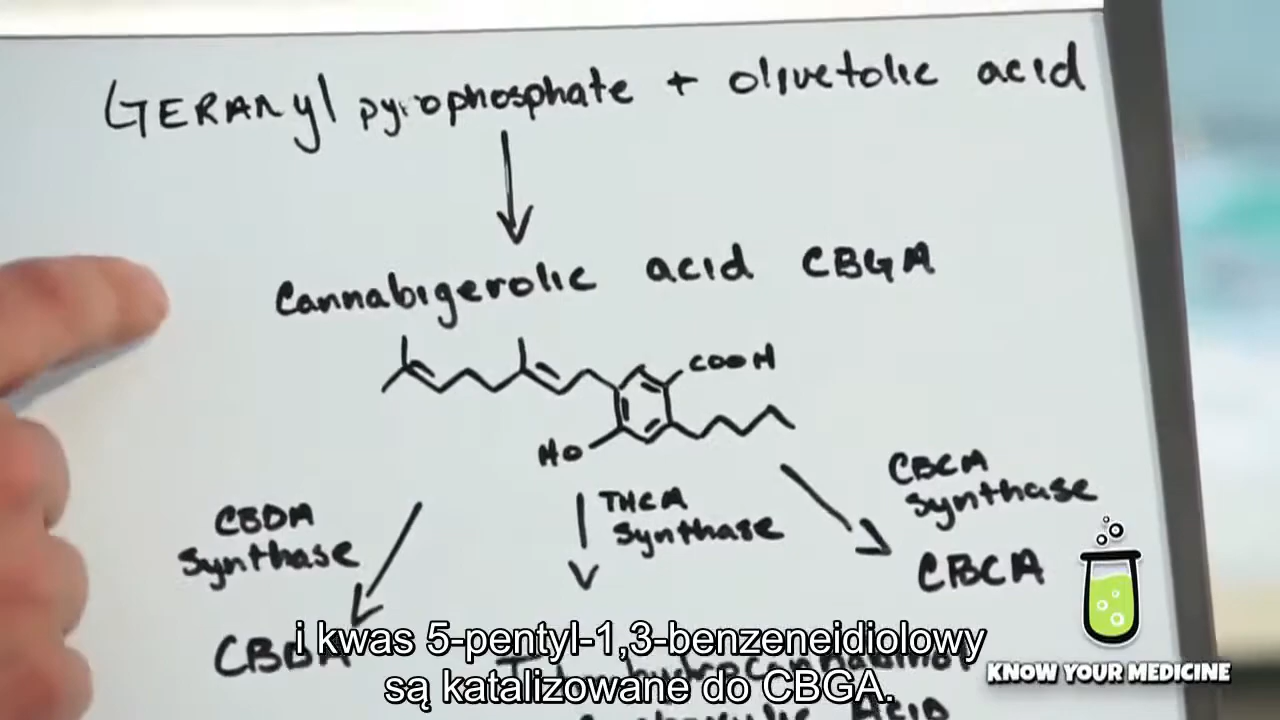 GERANyl pyrophosphate + olivetolic acid
Cannabigerolic acid CBGA
COOH
HO
CBDA
Synthase
THCA
Synthase
CBCA
Synthase
CBCA
CBDA
i kwas 5-pentyl-1,3-benzeneidiolowy
są katalizowane do CBGA.
KNOW YOUR MEDICINE